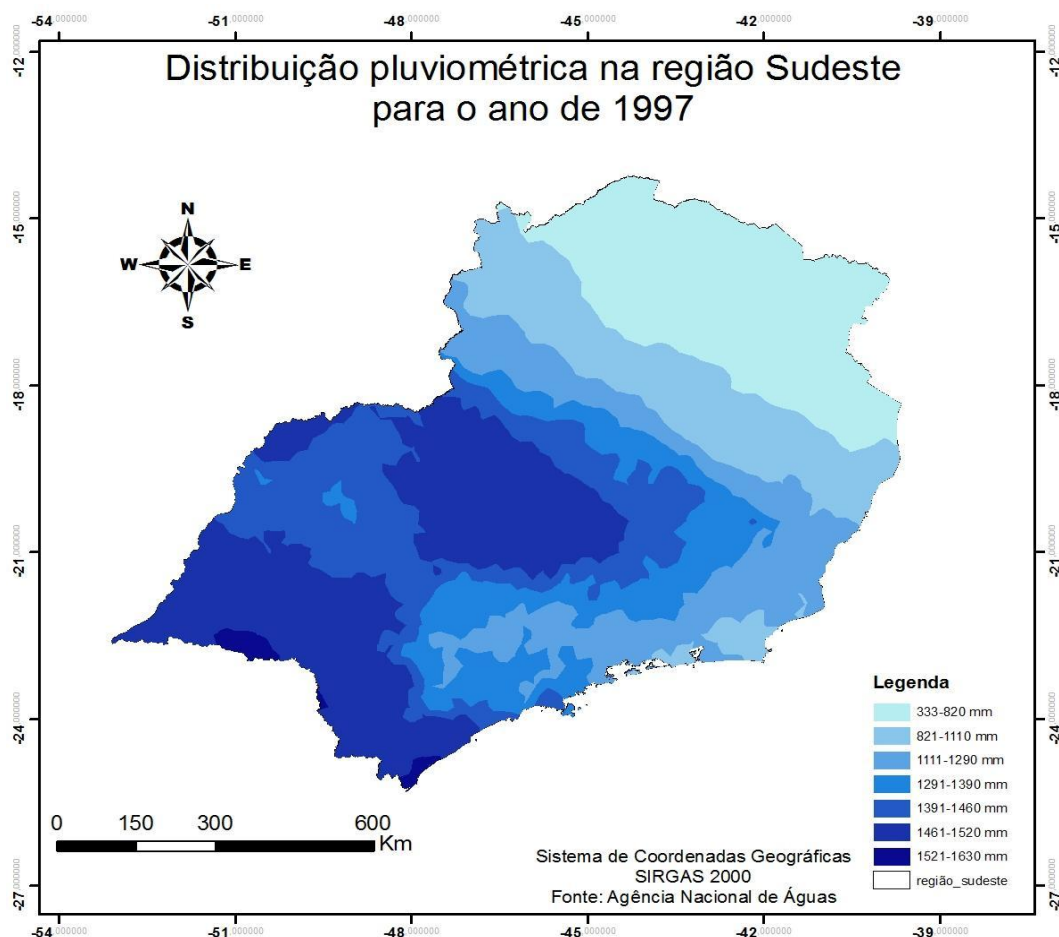 -54,000000 -51,000000 -48,000000 -45,000000 -42,000000 -39,000000
Distribuição pluviométrica na região Sudeste
para o ano de 1997
-12,000000 -12,000000
N
W E
S
-15,000000 -15,000000
-18,000000 -18,000000
-21,000000 -21,000000
-24,000000 -24,000000
-27,000000 -27,000000
Legenda
333-820 mm
821-1110 mm
1111-1290 mm
1291-1390 mm
1391-1460 mm
1461-1520 mm
1521-1630 mm
região_sudeste
0 150 300 600
Km
Sistema de Coordenadas Geográficas
SIRGAS 2000
Fonte: Agência Nacional de Águas
-54,000000 -51,000000 -48,000000 -45,000000 -42,000000 -39,000000